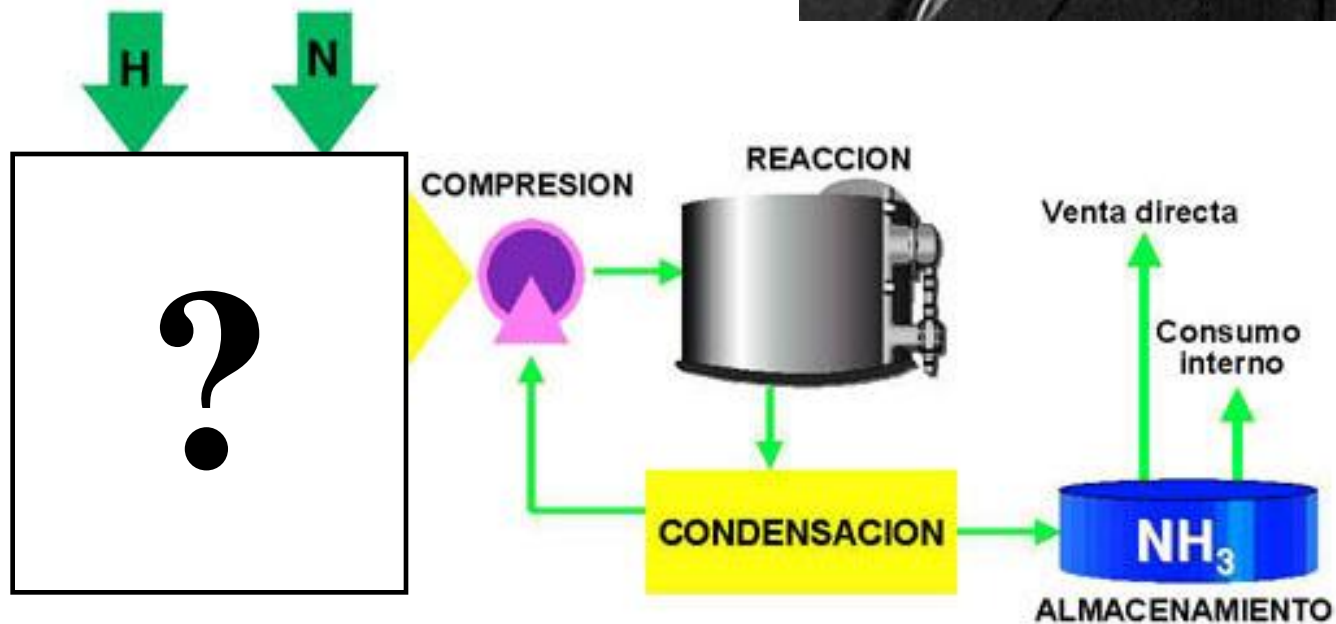 H
N
COMPRESION
REACCION
Venta directa
Consumo
interno
?
CONDENSACION
NH₃
ALMACENAMIENTO